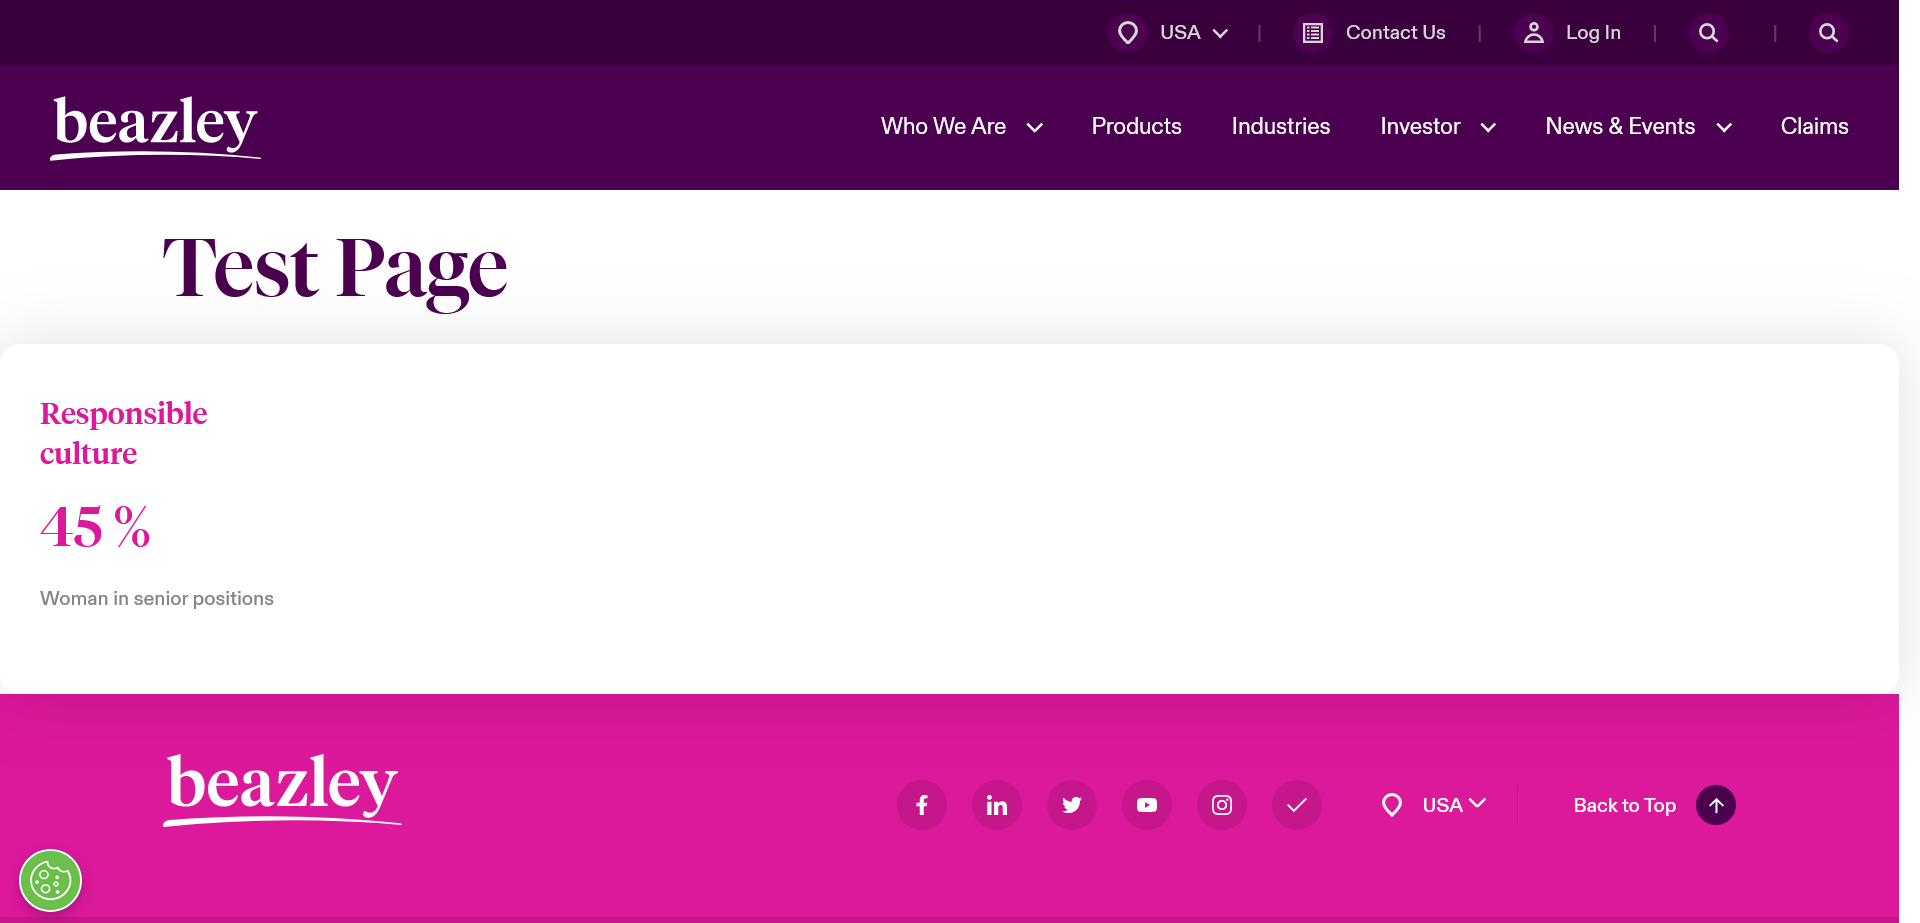 USA
Contact Us
Log In
beazley
Who We Are
Products
Industries
Investor
News & Events
Claims
Test Page
Responsible
culture
45 %
Woman in senior positions
beazley
USA
Back to Top